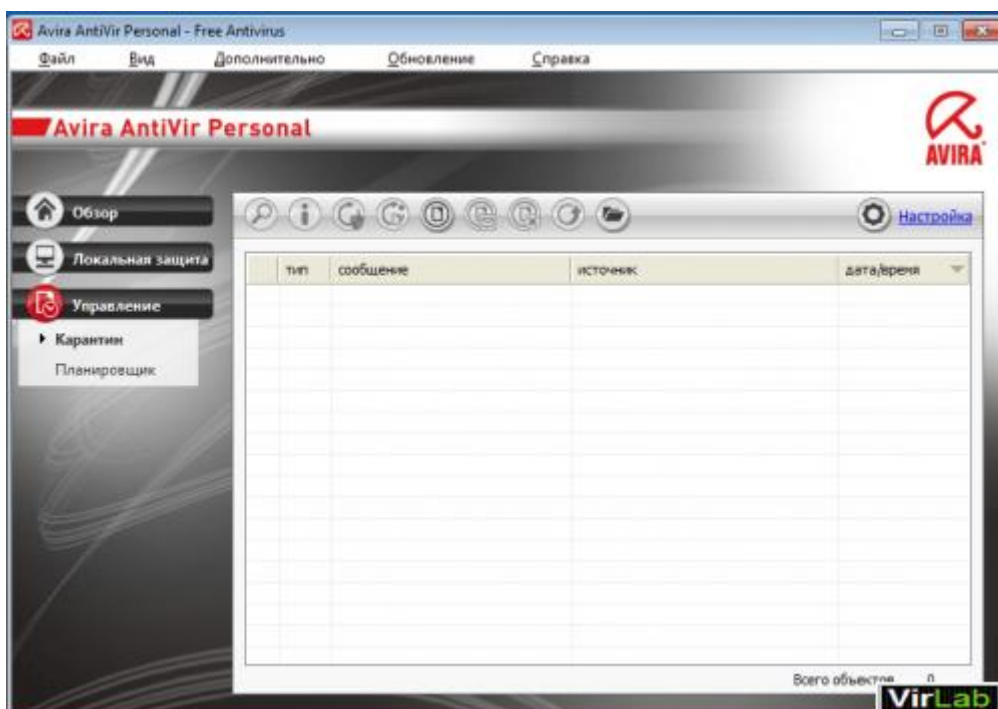 Avira AntiVir Personal - Free Antivirus
Файл Вид Дополнительно Обновление Справка
Avira AntiVir Personal
AVIRA
Обзор
Настройка
Локальная защита
тип сообщение источник дата/время
Управление
Карантин
Планировщик
Всего объектов 0
VirLab